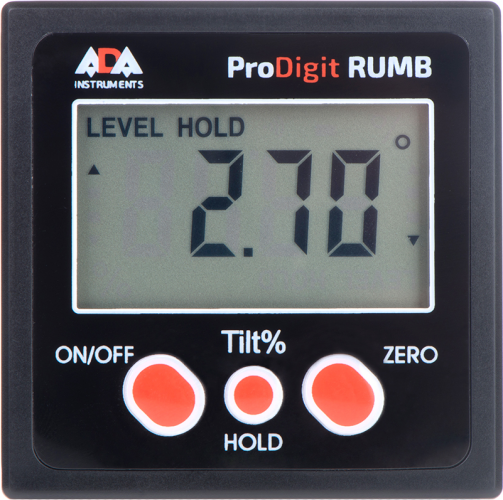 ADA
INSTRUMENTS
ProDigit RUMB
LEVEL HOLD
2.70°
Tilt%
ON/OFF
ZERO
HOLD